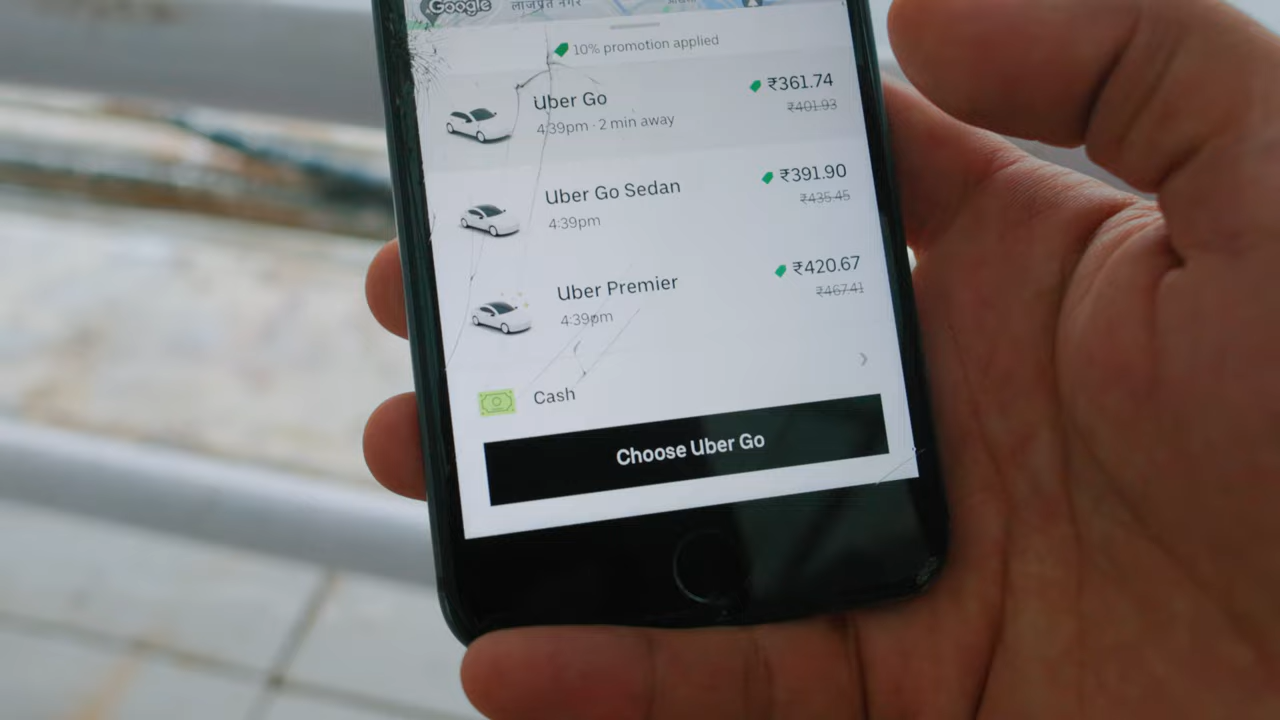 Google
लाजपत नगर
10% promotion applied
Uber Go
₹361.74
4:39pm · 2 min away
₹401.93
Uber Go Sedan
₹391.90
4:39pm
₹435.45
Uber Premier
₹420.67
4:39pm
₹467.41
Cash
Choose Uber Go